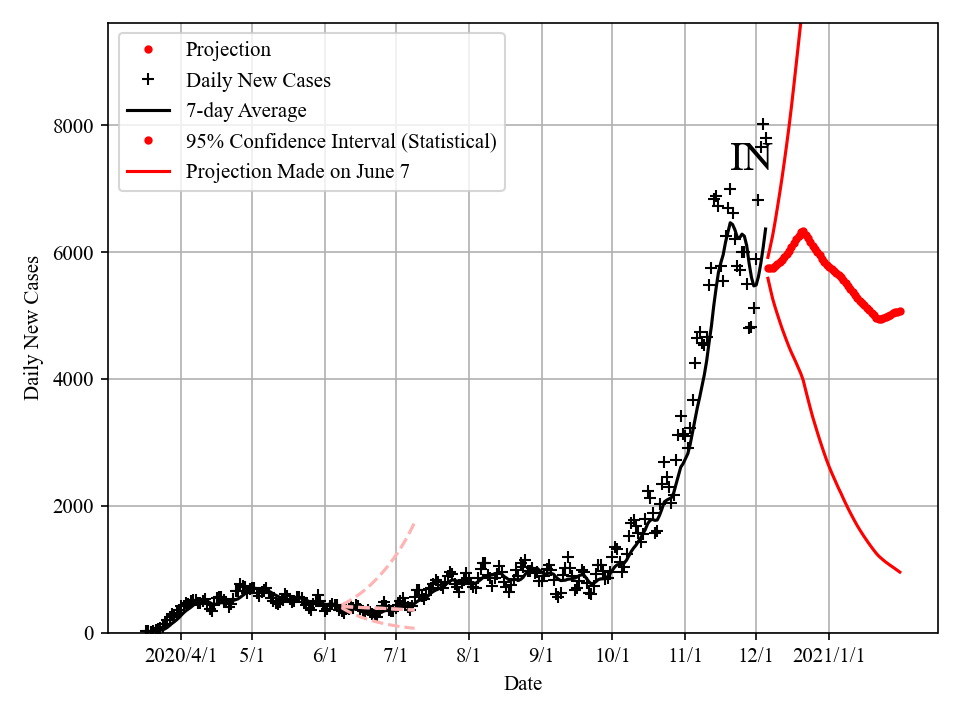 Projection
Daily New Cases
7-day Average
95% Confidence Interval (Statistical)
Projection Made on June 7
IN
8000
6000
4000
2000
0
Daily New Cases
2020/4/1 5/1 6/1 7/1 8/1 9/1 10/1 11/1 12/1 2021/1/1
Date